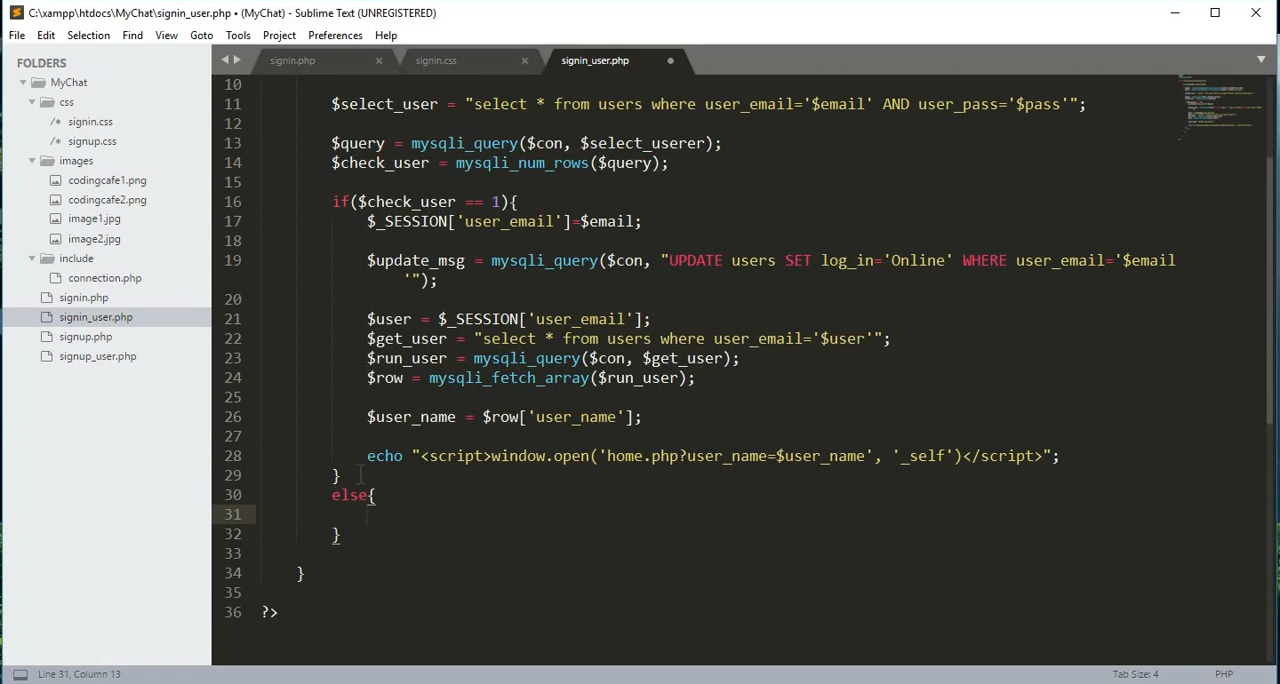 C:\xampp\htdocs\MyChat\signin_user.php • (MyChat) - Sublime Text (UNREGISTERED)
File Edit Selection Find View Goto Tools Project Preferences Help
FOLDERS
MyChat
css
/* signin.css
/* signup.css
images
codingcafe1.png
codingcafe2.png
image1.jpg
image2.jpg
include
connection.php
signin.php
signin_user.php
signup.php
signup_user.php
signin.php signin.css signin_user.php
10
11 $select_user = "select * from users where user_email='$email' AND user_pass='$pass'";
12
13 $query = mysqli_query($con, $select_userer);
14 $check_user = mysqli_num_rows($query);
15
16 if($check_user == 1){
17 $_SESSION['user_email']=$email;
18
19 $update_msg = mysqli_query($con, "UPDATE users SET log_in='Online' WHERE user_email='$email
'");
20
21 $user = $_SESSION['user_email'];
22 $get_user = "select * from users where user_email='$user'";
23 $run_user = mysqli_query($con, $get_user);
24 $row = mysqli_fetch_array($run_user);
25
26 $user_name = $row['user_name'];
27
28 echo "<script>window.open('home.php?user_name=$user_name', '_self')</script>";
29 }
30 else{
31
32 }
33
34 }
35
36 ?>
Line 31, Column 13 Tab Size: 4 PHP